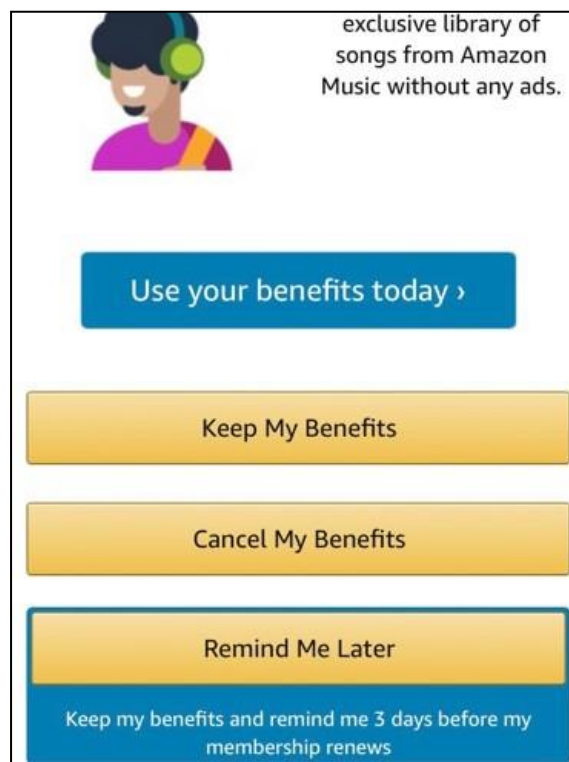 exclusive library of
songs from Amazon
Music without any ads.
Use your benefits today ›
Keep My Benefits
Cancel My Benefits
Remind Me Later
Keep my benefits and remind me 3 days before my
membership renews